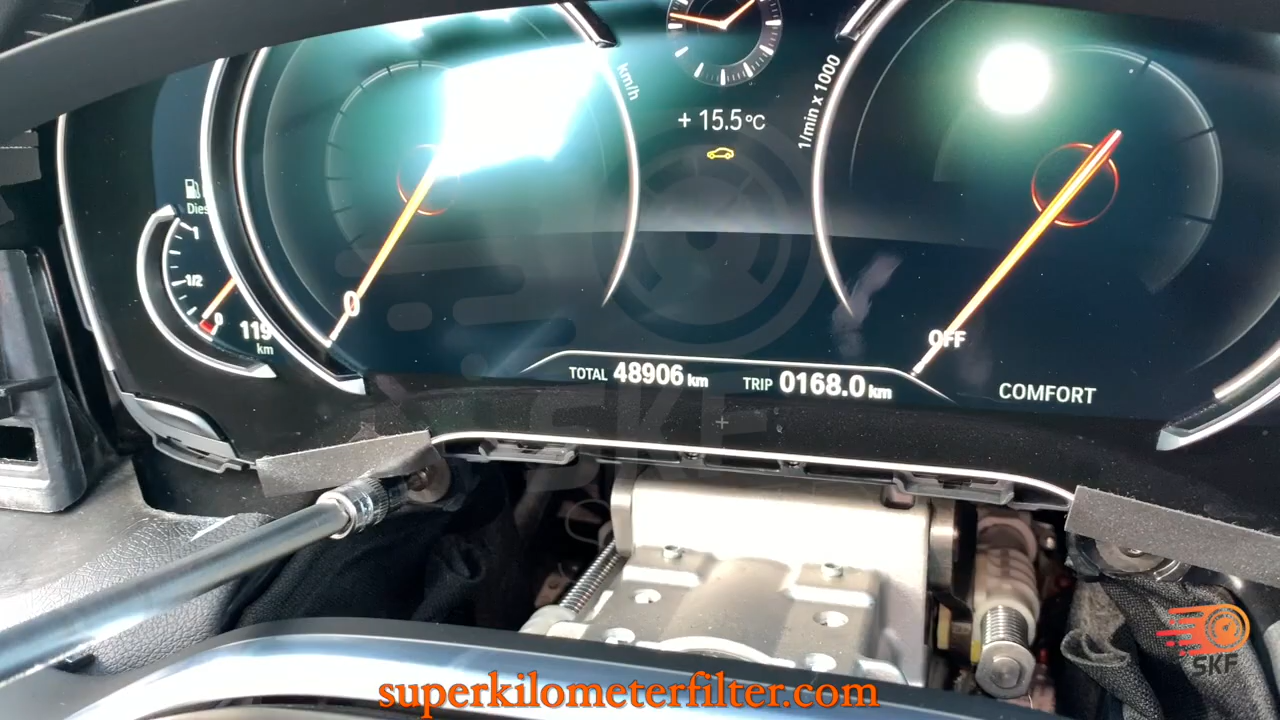 km/h
1/min x 1000
+ 15.5°C
Dies
1
1/2
0
119
km
0
OFF
TOTAL 48906 km
TRIP 0168.0 km
COMFORT
SKF
SKF
superkilometerfilter.com